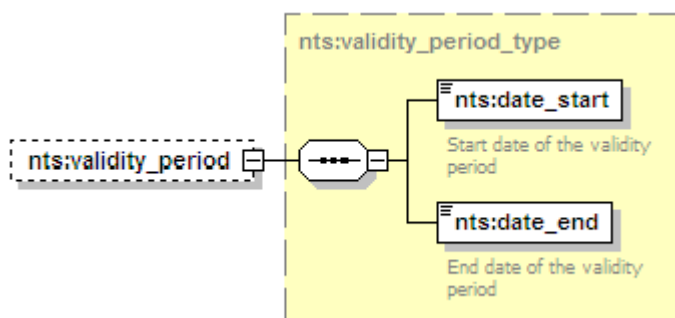 nts:validity_period_type
nts:date_start
Start date of the validity
period
nts:validity_period
nts:date_end
End date of the validity
period